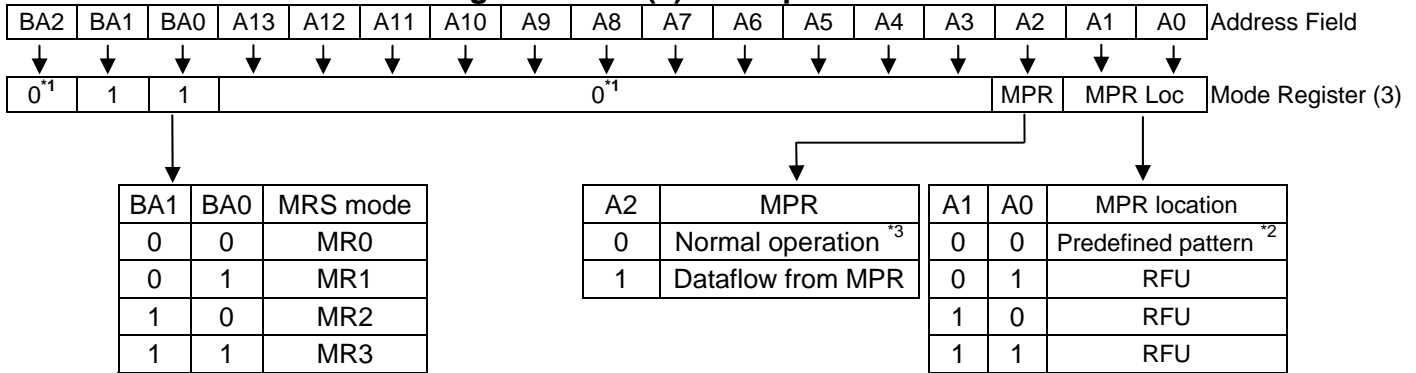 BA2 BA1 BA0 A13 A12 A11 A10 A9 A8 A7 A6 A5 A4 A3 A2 A1 A0 Address Field
0*1 1 1 0*1 MPR MPR Loc Mode Register (3)
BA1 BA0 MRS mode
0 0 MR0
0 1 MR1
1 0 MR2
1 1 MR3
A2 MPR
0 Normal operation *3
1 Dataflow from MPR
A1 A0 MPR location
0 0 Predefined pattern *2
0 1 RFU
1 0 RFU
1 1 RFU